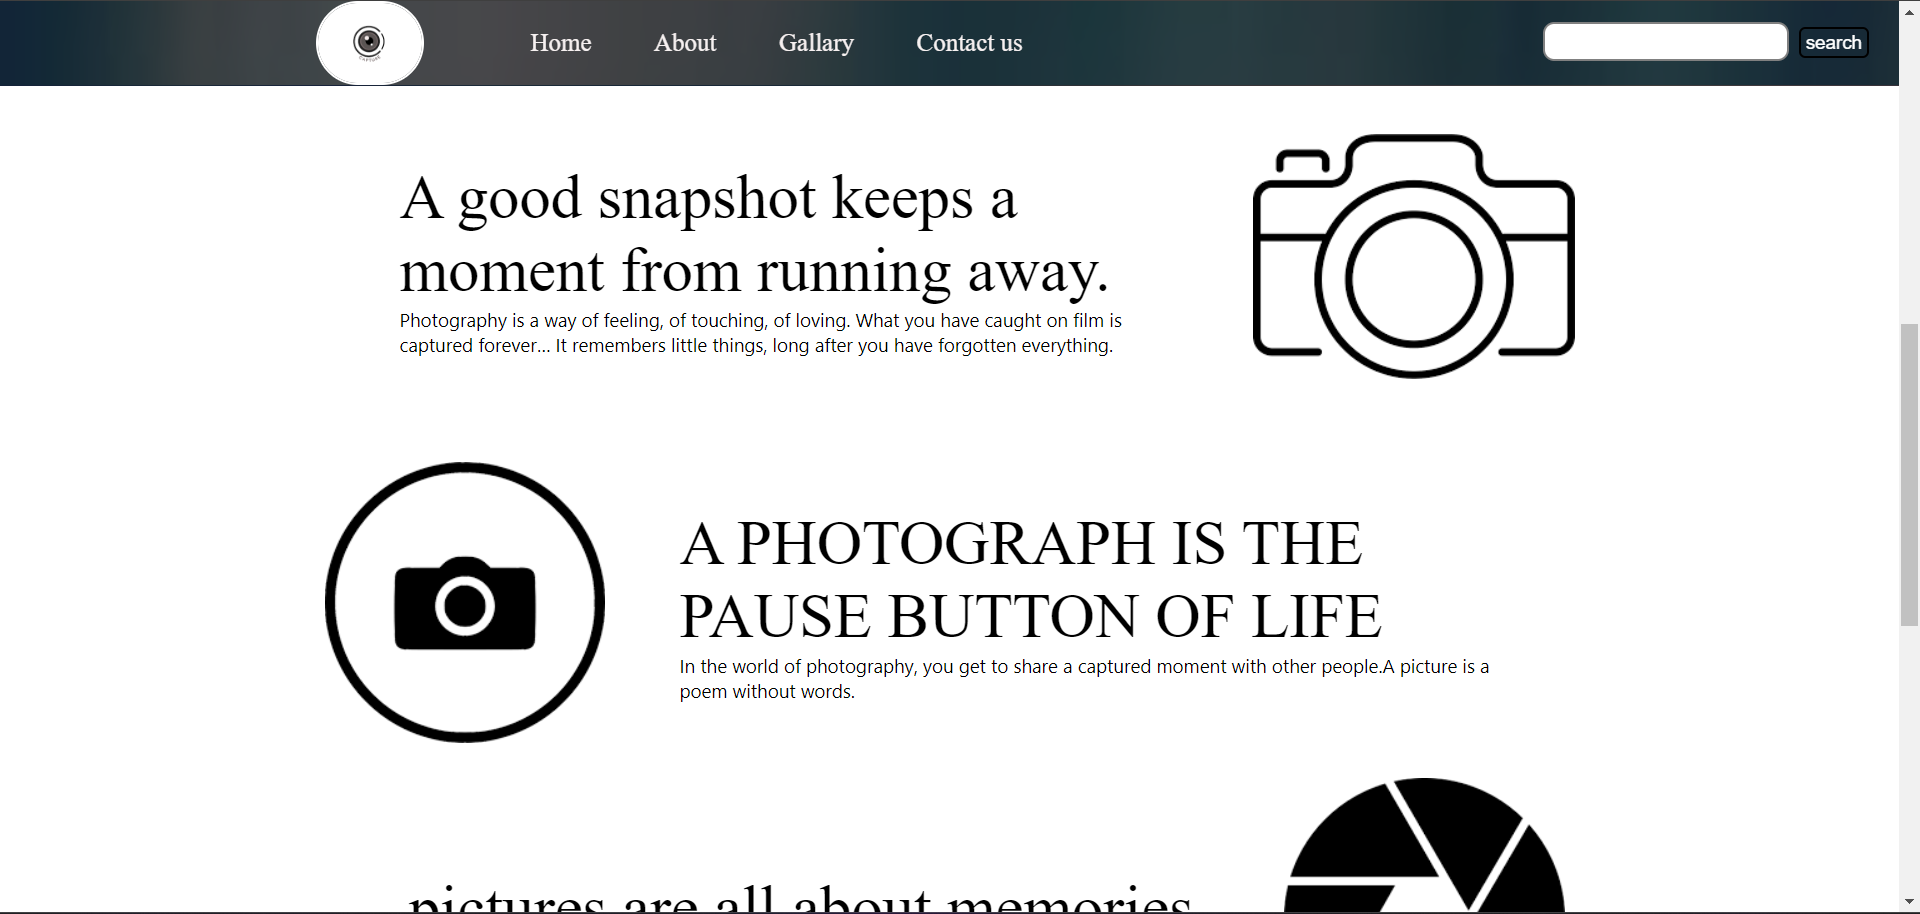 CAPTURE
Home About Gallary Contact us search
A good snapshot keeps a
moment from running away.
Photography is a way of feeling, of touching, of loving. What you have caught on film is
captured forever... It remembers little things, long after you have forgotten everything.
A PHOTOGRAPH IS THE
PAUSE BUTTON OF LIFE
In the world of photography, you get to share a captured moment with other people.A picture is a
poem without words.
pictures are all about memories